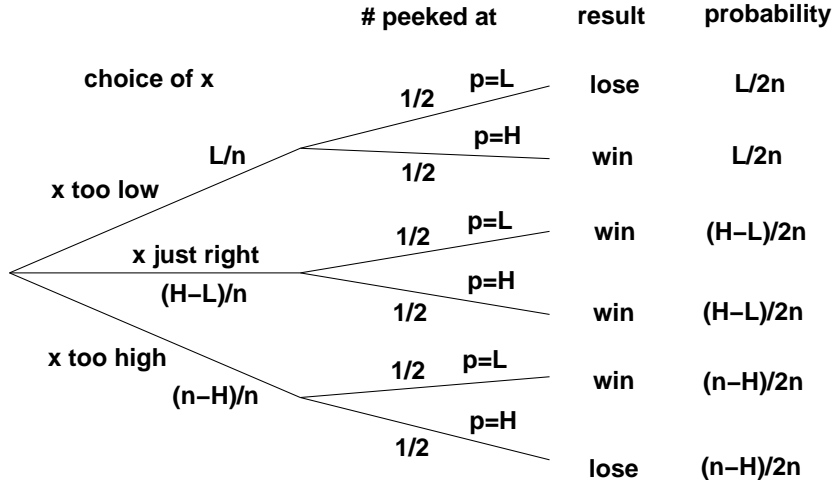 # peeked at result probability
choice of x
1/2 p=L lose L/2n
L/n
p=H
1/2 win L/2n
x too low
1/2 p=L win (H−L)/2n
x just right
(H−L)/n
p=H
1/2 win (H−L)/2n
x too high
1/2 p=L win (n−H)/2n
(n−H)/n
p=H
1/2
lose (n−H)/2n